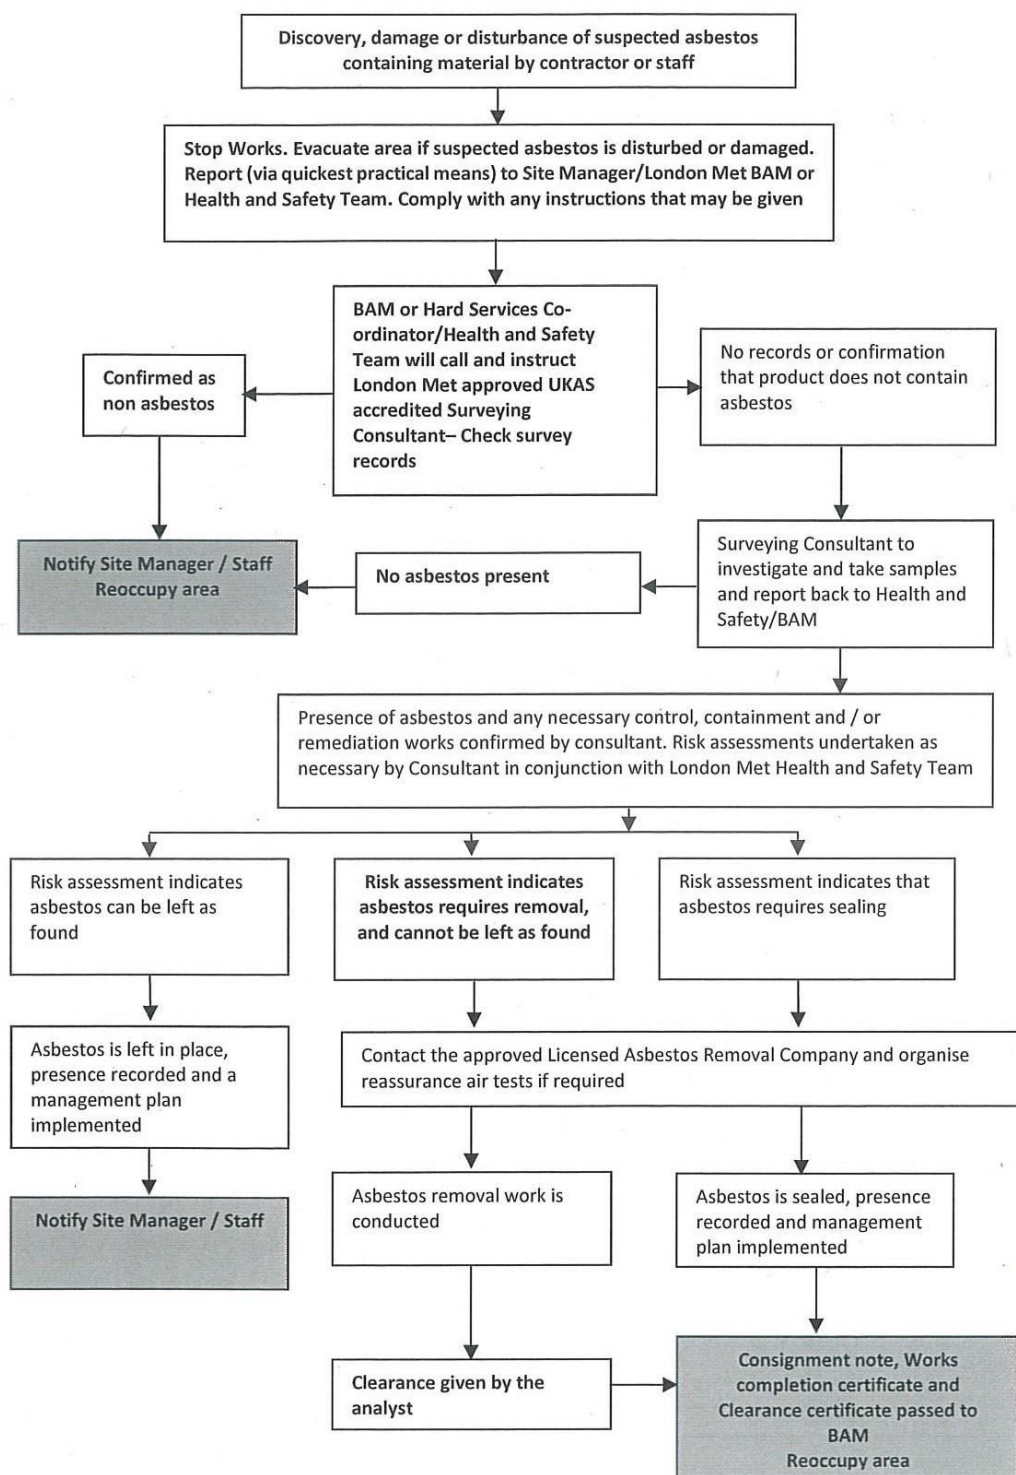 Discovery, damage or disturbance of suspected asbestos
containing material by contractor or staff
Stop Works. Evacuate area if suspected asbestos is disturbed or damaged.
Report (via quickest practical means) to Site Manager/London Met BAM or
Health and Safety Team. Comply with any instructions that may be given
BAM or Hard Services Co-
ordinator/Health and Safety
Team will call and instruct
London Met approved UKAS
accredited Surveying
Consultant– Check survey
records
Confirmed as
non asbestos
No records or confirmation
that product does not contain
asbestos
Notify Site Manager / Staff
Reoccupy area
No asbestos present
Surveying Consultant to
investigate and take samples
and report back to Health and
Safety/BAM
Presence of asbestos and any necessary control, containment and / or
remediation works confirmed by consultant. Risk assessments undertaken as
necessary by Consultant in conjunction with London Met Health and Safety Team
Risk assessment indicates
asbestos can be left as
found
Risk assessment indicates
asbestos requires removal,
and cannot be left as found
Risk assessment indicates that
asbestos requires sealing
Asbestos is left in place,
presence recorded and a
management plan
implemented
Contact the approved Licensed Asbestos Removal Company and organise
reassurance air tests if required
Notify Site Manager / Staff
Asbestos removal work is
conducted
Asbestos is sealed, presence
recorded and management
plan implemented
Clearance given by the
analyst
Consignment note, Works
completion certificate and
Clearance certificate passed to
BAM
Reoccupy area